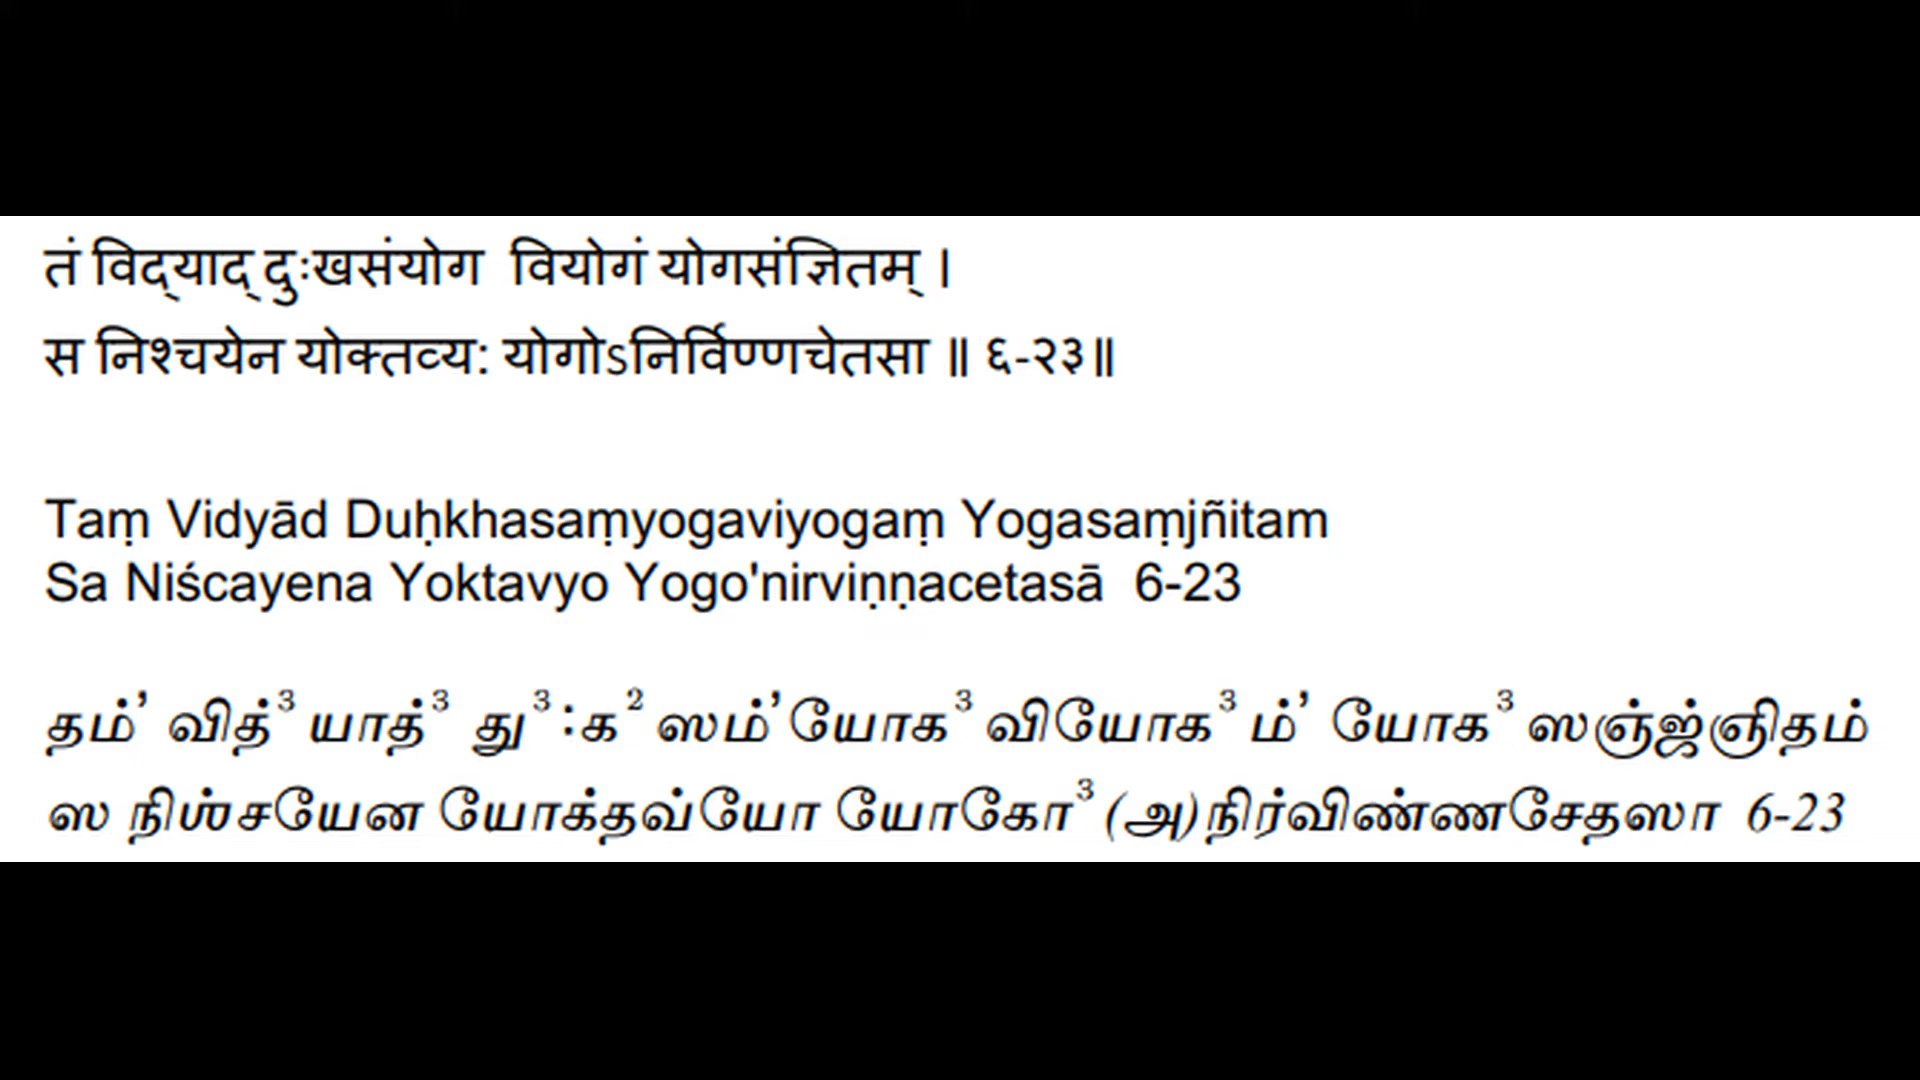 तं विद्‌याद् दुःखसंयोग  वियोगं योगसंज्ञितम् ।
स निश्चयेन योक्तव्य: योगोऽनिर्विण्णचेतसा ॥ ६-२३॥
Taṃ Vidyād Duḥkhasaṃyogaviyogaṃ Yogasaṃjñitam
Sa Niścayena Yoktavyo Yogo'nirviṇṇacetasā 6-23
தம்’ வித்³யாத்³ து³:க²ஸம்’யோக³வியோக³ம்’ யோக³ஸஞ்ஜ்ஞிதம்
ஸ நிஶ்சயேன யோக்தவ்யோ யோகோ³(அ)நிர்விண்ணசேதஸா 6-23